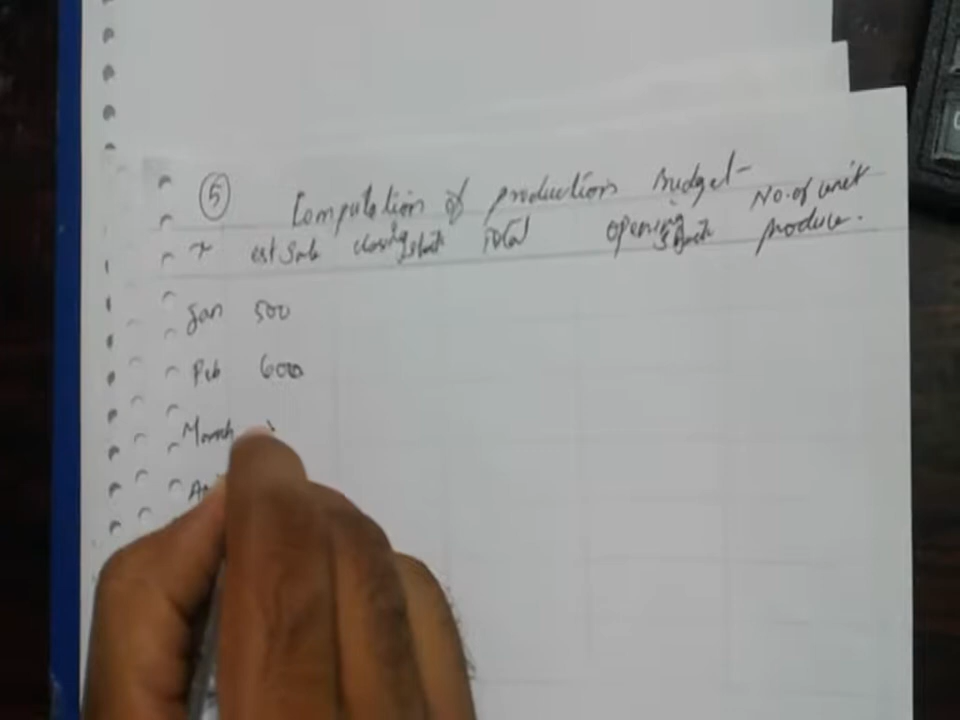 5 Computation of production Budget
est Sale closing stock Total opening stock No. of unit produce.
Jan 500
Feb 600
March